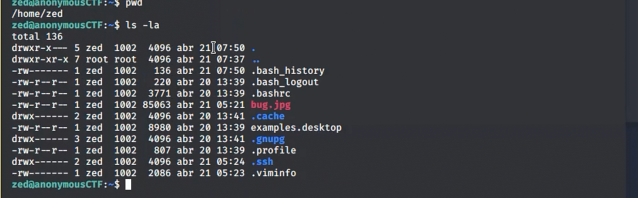 zed@anonymousCTF:~$ pwd
/home/zed
zed@anonymousCTF:~$ ls -la
total 136
drwxr-x--- 5 zed  1002  4096 abr 21 07:50 .
drwxr-xr-x 7 root root  4096 abr 21 07:37 ..
-rw------- 1 zed  1002   136 abr 21 07:50 .bash_history
-rw-r--r-- 1 zed  1002   220 abr 20 13:39 .bash_logout
-rw-r--r-- 1 zed  1002  3771 abr 20 13:39 .bashrc
-rw-r--r-- 1 zed  1002 85063 abr 21 05:21 bug.jpg
drwx------ 2 zed  1002  4096 abr 20 13:41 .cache
-rw-r--r-- 1 zed  1002  8980 abr 20 13:39 examples.desktop
drwx------ 3 zed  1002  4096 abr 20 13:41 .gnupg
-rw-r--r-- 1 zed  1002   807 abr 20 13:39 .profile
drwx------ 2 zed  1002  4096 abr 21 05:24 .ssh
-rw------- 1 zed  1002  2086 abr 21 05:23 .viminfo
zed@anonymousCTF:~$